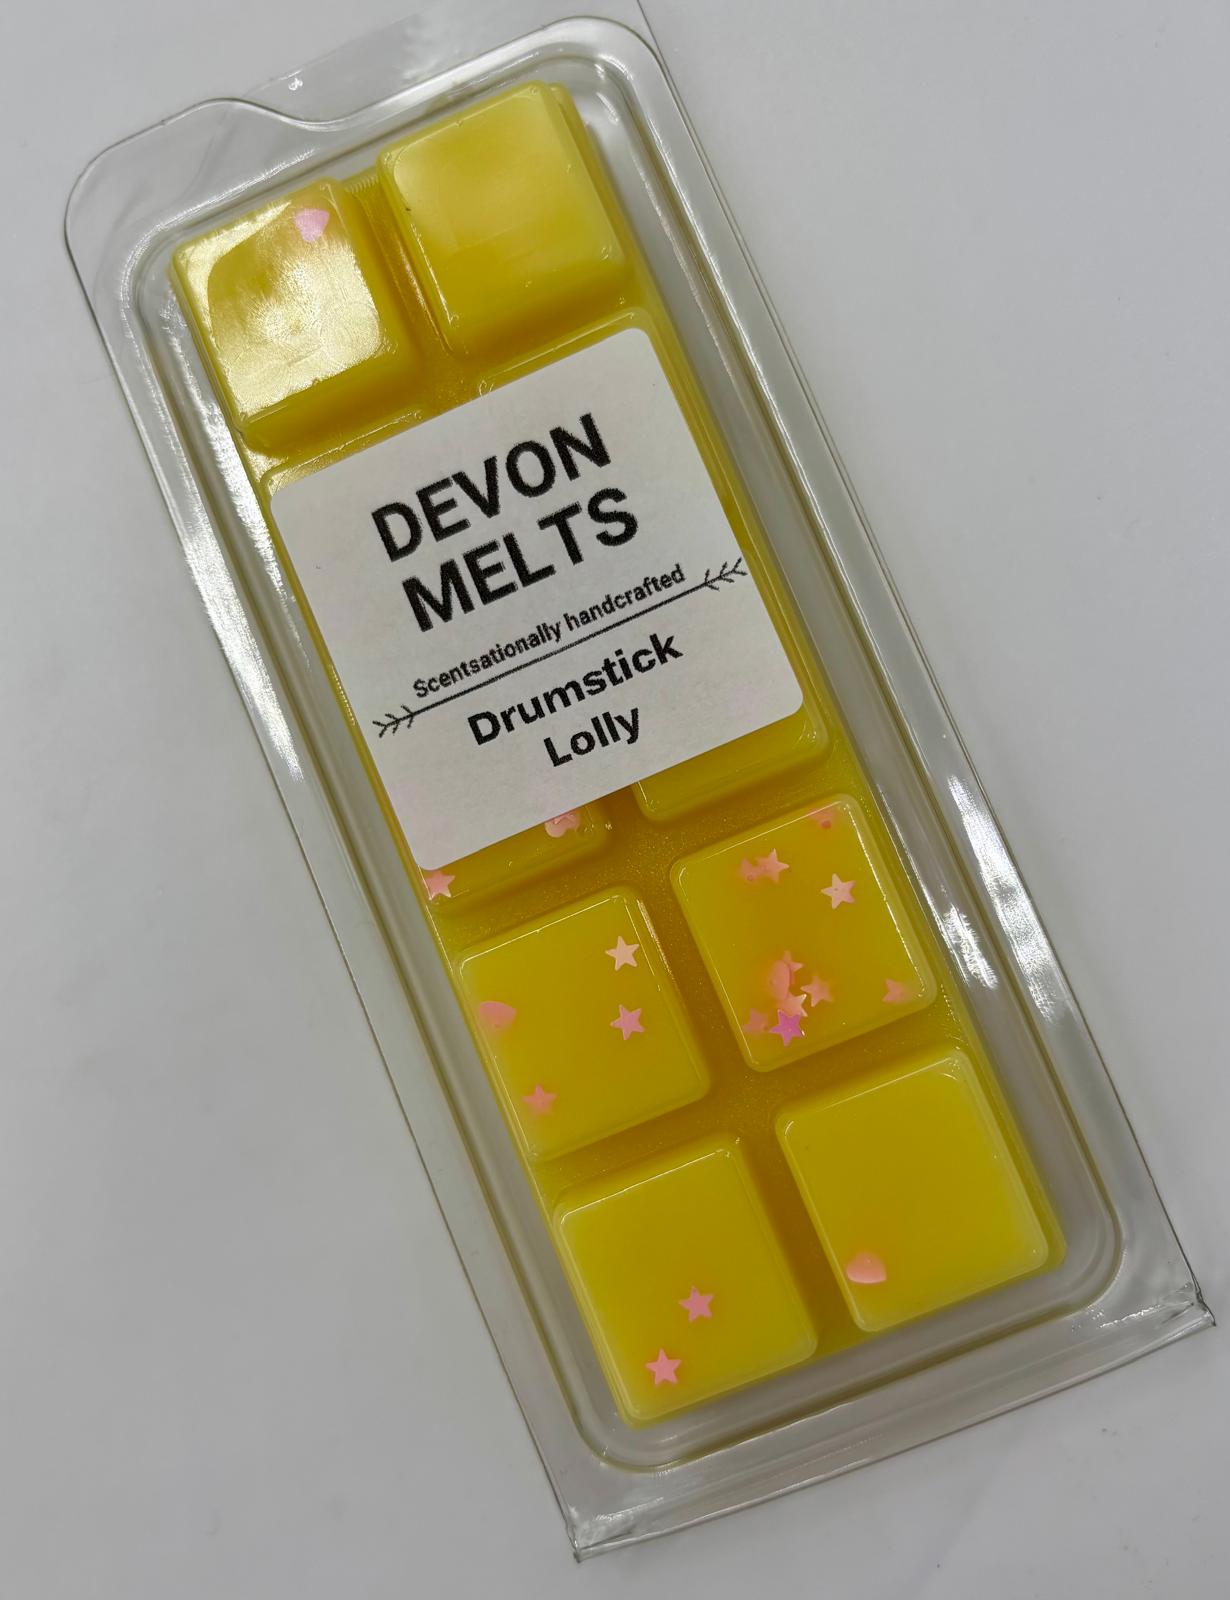 DEVON
MELTS
Scentsationally handcrafted
Drumstick
Lolly